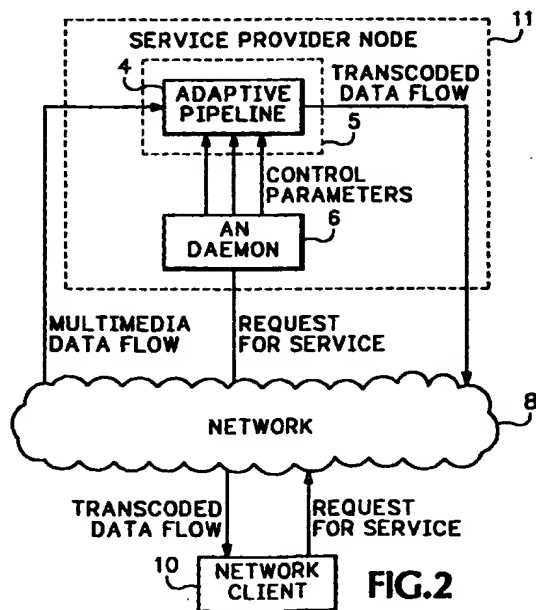 11
SERVICE PROVIDER NODE
4
ADAPTIVE
PIPELINE
TRANSCODED
DATA FLOW
5
CONTROL
PARAMETERS
6
AN
DAEMON
MULTIMEDIA
DATA FLOW
REQUEST
FOR SERVICE
8
NETWORK
TRANSCODED
DATA FLOW
REQUEST
FOR SERVICE
10
NETWORK
CLIENT
FIG.2